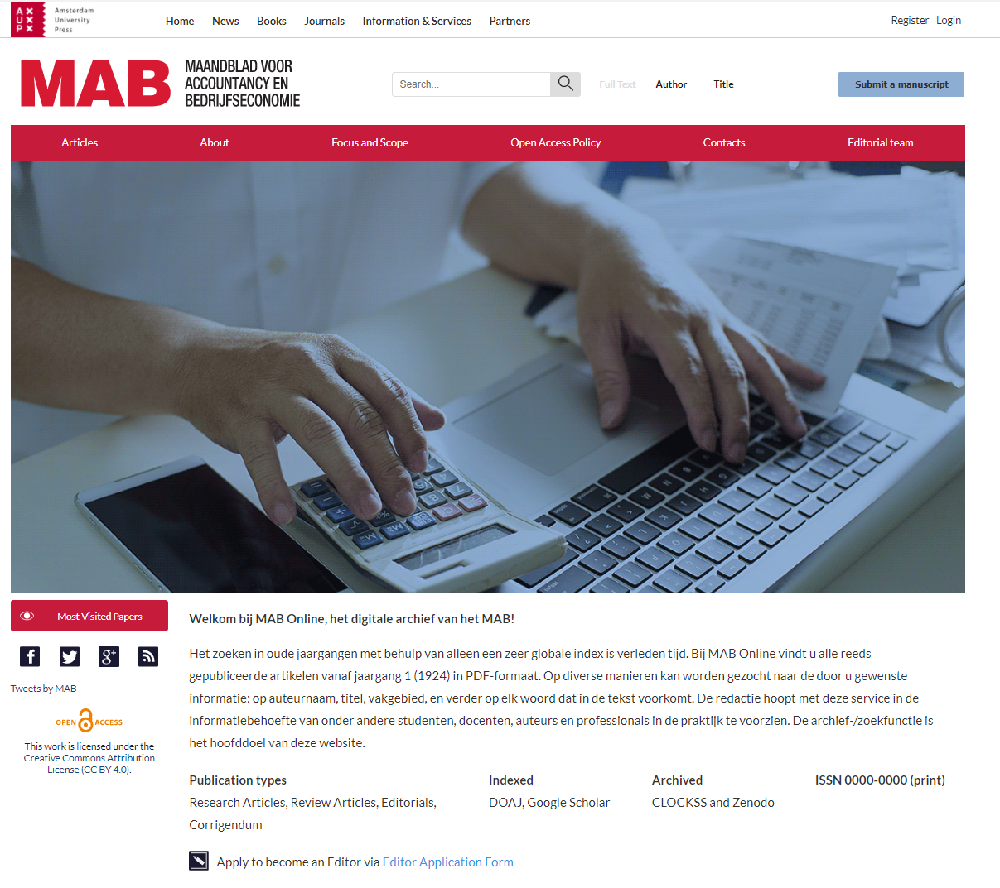 Amsterdam
University
Press
A
U
P
Home News Books Journals Information & Services Partners
Register Login
MAB MAANDBLAD VOOR
ACCOUNTANCY EN
BEDRIJFSECONOMIE
Search...
Full Text Author Title
Submit a manuscript
Articles About Focus and Scope Open Access Policy Contacts Editorial team
Most Visited Papers
Tweets by MAB
OPEN ACCESS
This work is licensed under the
Creative Commons Attribution
License (CC BY 4.0).
Welkom bij MAB Online, het digitale archief van het MAB!
Het zoeken in oude jaargangen met behulp van alleen een zeer globale index is verleden tijd. Bij MAB Online vindt u alle reeds
gepubliceerde artikelen vanaf jaargang 1 (1924) in PDF-formaat. Op diverse manieren kan worden gezocht naar de door u gewenste
informatie: op auteurnaam, titel, vakgebied, en verder op elk woord dat in de tekst voorkomt. De redactie hoopt met deze service in de
informatiebehoefte van onder andere studenten, docenten, auteurs en professionals in de praktijk te voorzien. De archief-/zoekfunctie is
het hoofddoel van deze website.
Publication types
Research Articles, Review Articles, Editorials,
Corrigendum
Indexed
DOAJ, Google Scholar
Archived
CLOCKSS and Zenodo
ISSN 0000-0000 (print)
Apply to become an Editor via Editor Application Form